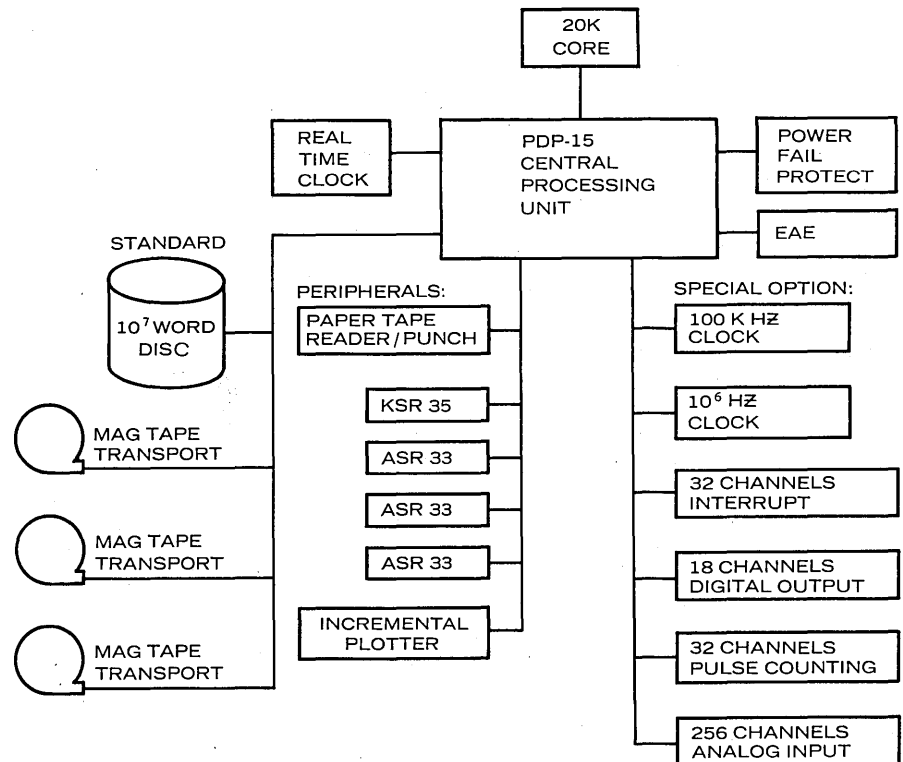 20K
CORE
REAL
TIME
CLOCK
PDP-15
CENTRAL
PROCESSING
UNIT
POWER
FAIL
PROTECT
EAE
STANDARD
10⁷ WORD
DISC
MAG TAPE
TRANSPORT
MAG TAPE
TRANSPORT
MAG TAPE
TRANSPORT
PERIPHERALS:
PAPER TAPE
READER/PUNCH
KSR 35
ASR 33
ASR 33
ASR 33
INCREMENTAL
PLOTTER
SPECIAL OPTION:
100 K HZ
CLOCK
10⁶ HZ
CLOCK
32 CHANNELS
INTERRUPT
18 CHANNELS
DIGITAL OUTPUT
32 CHANNELS
PULSE COUNTING
256 CHANNELS
ANALOG INPUT